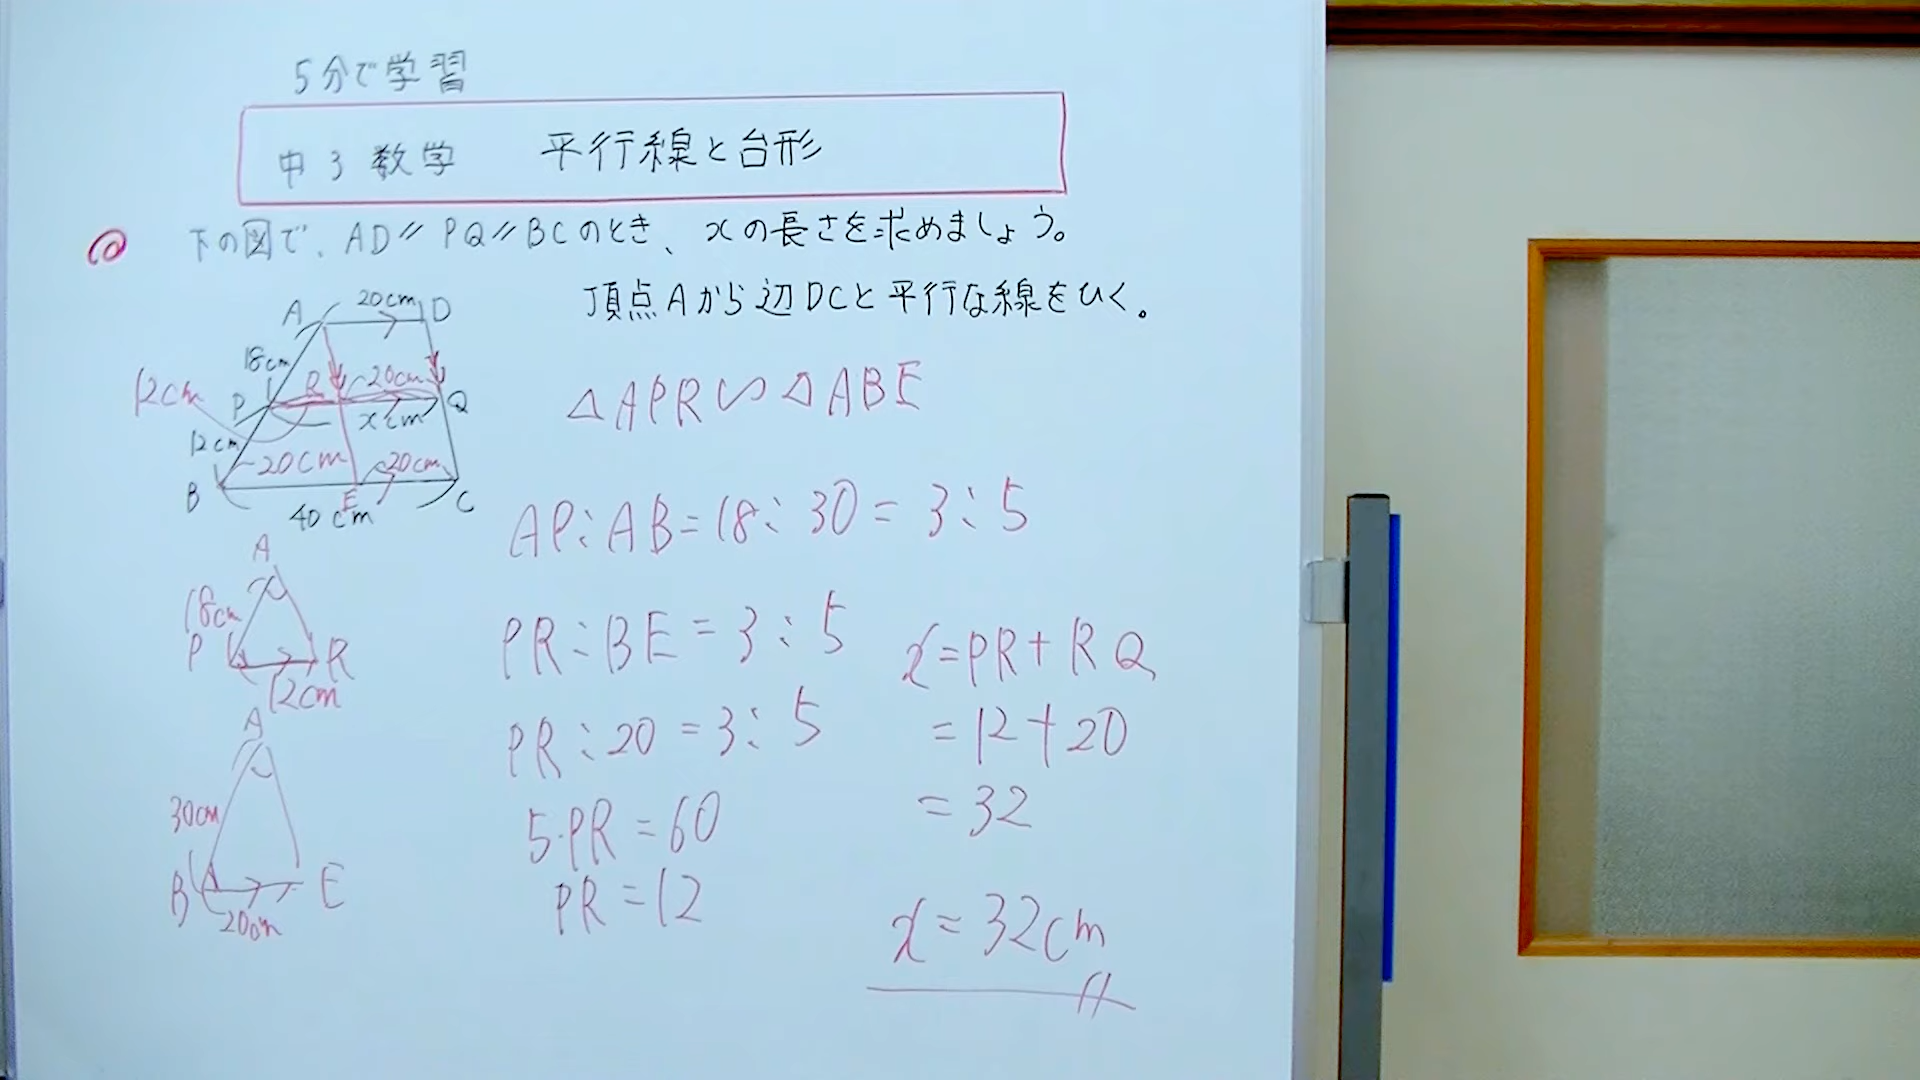 5分で学習
中3数学 平行線と台形
下の図で、AD∥PQ∥BCのとき、xの長さを求めましょう。
頂点Aから辺DCと平行な線をひく。
A 20cm D
18cm
12cm P R 20cm Q
x cm
12cm
20cm 20cm
B E C
40cm
△APR∽△ABE
AP:AB=18:30=3:5
A
18cm
P R
12cm
PR:BE=3:5
PR:20=3:5
5・PR=60
PR=12
A
30cm
B E
20cm
x=PR+RQ
=12+20
=32
x=32cm